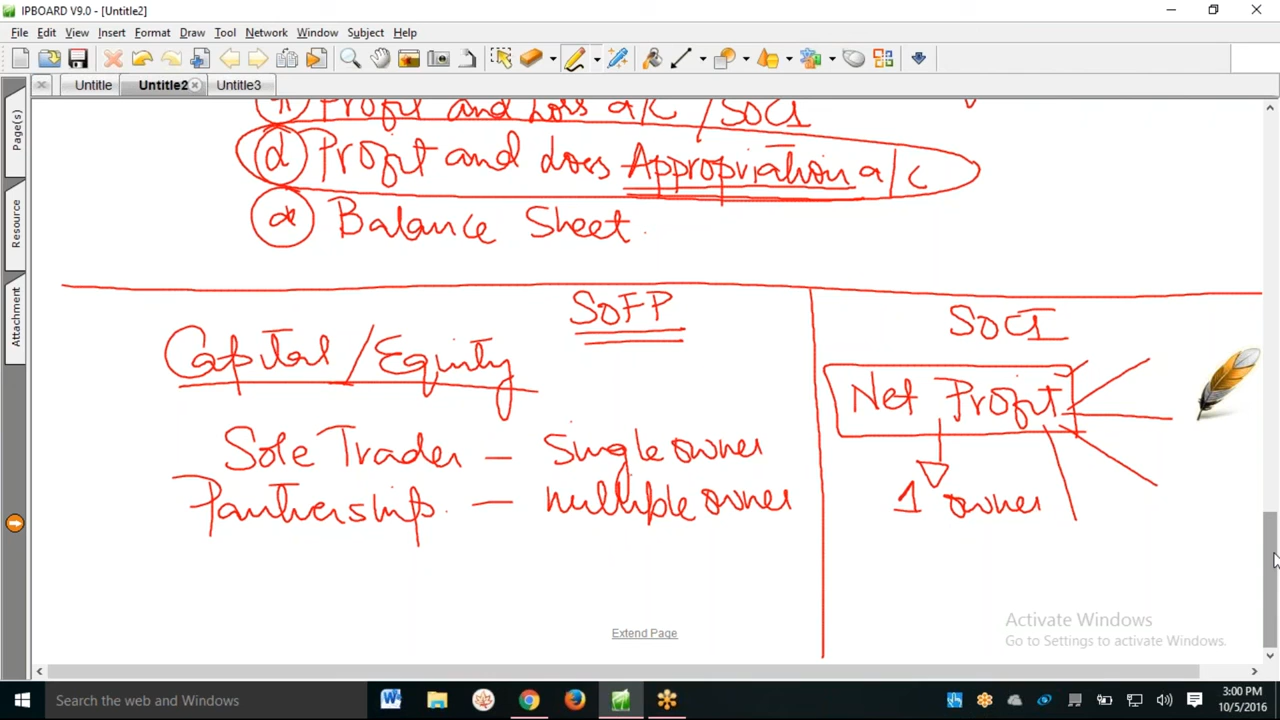 IPBOARD V9.0 - [Untitle2]
File Edit View Insert Format Draw Tool Network Window Subject Help
Untitle Untitle2 Untitle3
Page(s)
Resource
Attachment
Profit and Loss a/c / SOCI
Profit and Loss Appropriation a/c
Balance Sheet
SOFP
SOCI
Capital / Equity
Net Profit
Sole Trader - Single owner
Partnership - multible owner
1 owner
Extend Page
Activate Windows
Go to Settings to activate Windows.
Search the web and Windows
3:00 PM
10/5/2016